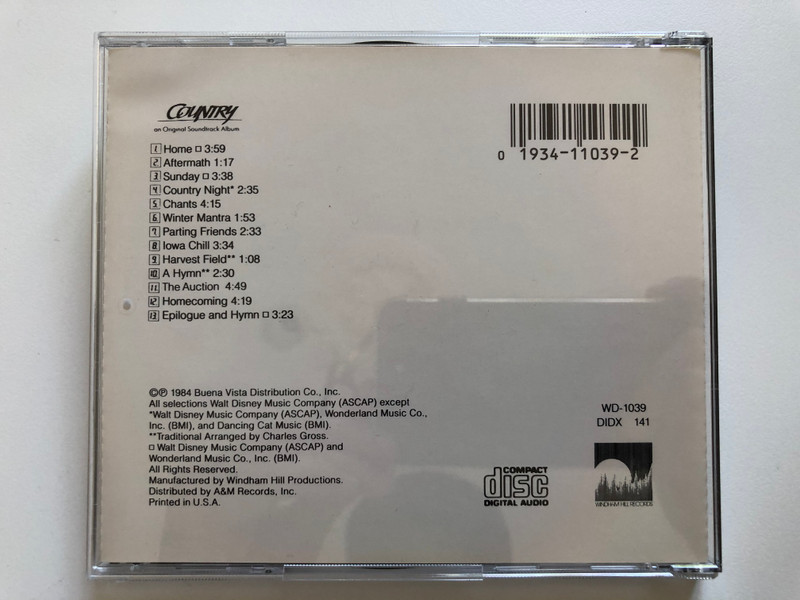 COUNTRY
an Original Soundtrack Album
1 Home □ 3:59
2 Aftermath 1:17
3 Sunday □ 3:38
4 Country Night* 2:35
5 Chants 4:15
6 Winter Mantra 1:53
7 Parting Friends 2:33
8 Iowa Chill 3:34
9 Harvest Field** 1:08
10 A Hymn** 2:30
11 The Auction 4:49
12 Homecoming 4:19
13 Epilogue and Hymn □ 3:23
0 1934-11039-2
©℗ 1984 Buena Vista Distribution Co., Inc.
All selections Walt Disney Music Company (ASCAP) except
*Walt Disney Music Company (ASCAP), Wonderland Music Co.,
Inc. (BMI), and Dancing Cat Music (BMI).
**Traditional Arranged by Charles Gross.
□ Walt Disney Music Company (ASCAP) and
Wonderland Music Co., Inc. (BMI).
All Rights Reserved.
Manufactured by Windham Hill Productions.
Distributed by A&M Records, Inc.
Printed in U.S.A.
COMPACT
disc
DIGITAL AUDIO
WD-1039
DIDX 141
WINDHAM HILL RECORDS